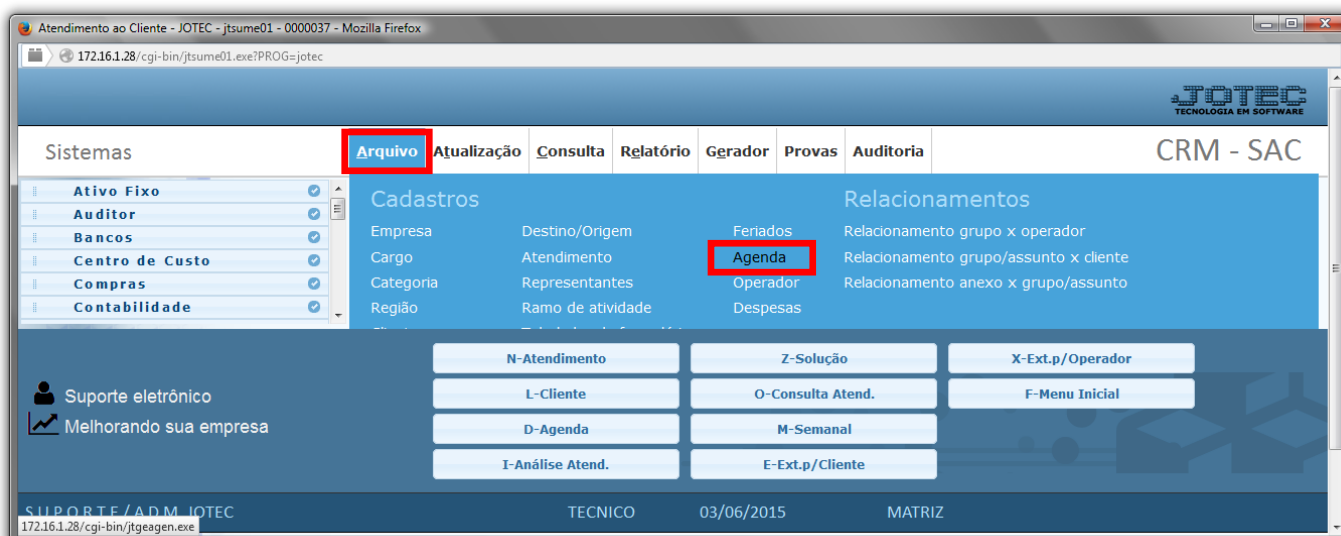 Atendimento ao Cliente - JOTEC - jtsume01 - 0000037 - Mozilla Firefox
172.16.1.28/cgi-bin/jtsume01.exe?PROG=jotec
JOTEC
TECNOLOGIA EM SOFTWARE
Sistemas
Arquivo Atualização Consulta Relatório Gerador Provas Auditoria
CRM - SAC
Ativo Fixo
Auditor
Bancos
Centro de Custo
Compras
Contabilidade
Cadastros Relacionamentos
Empresa Destino/Origem Feriados Relacionamento grupo x operador
Cargo Atendimento Agenda Relacionamento grupo/assunto x cliente
Categoria Representantes Operador Relacionamento anexo x grupo/assunto
Região Ramo de atividade Despesas
N-Atendimento Z-Solução X-Ext.p/Operador
L-Cliente O-Consulta Atend. F-Menu Inicial
D-Agenda M-Semanal
I-Análise Atend. E-Ext.p/Cliente
Suporte eletrônico
Melhorando sua empresa
SUPORTE/ADM JOTEC TECNICO 03/06/2015 MATRIZ
172.16.1.28/cgi-bin/jtgeagen.exe